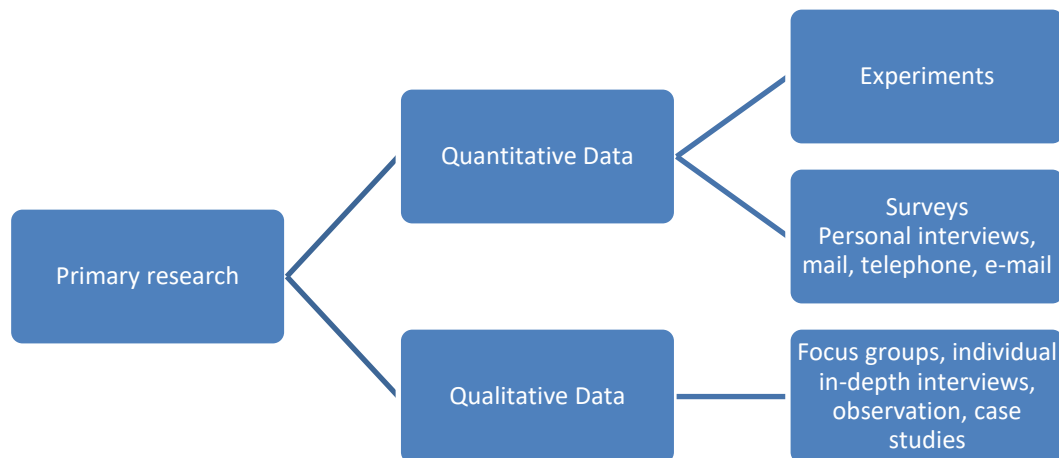 Primary research
Quantitative Data
Experiments
Surveys
Personal interviews,
mail, telephone, e-mail
Qualitative Data
Focus groups, individual
in-depth interviews,
observation, case
studies